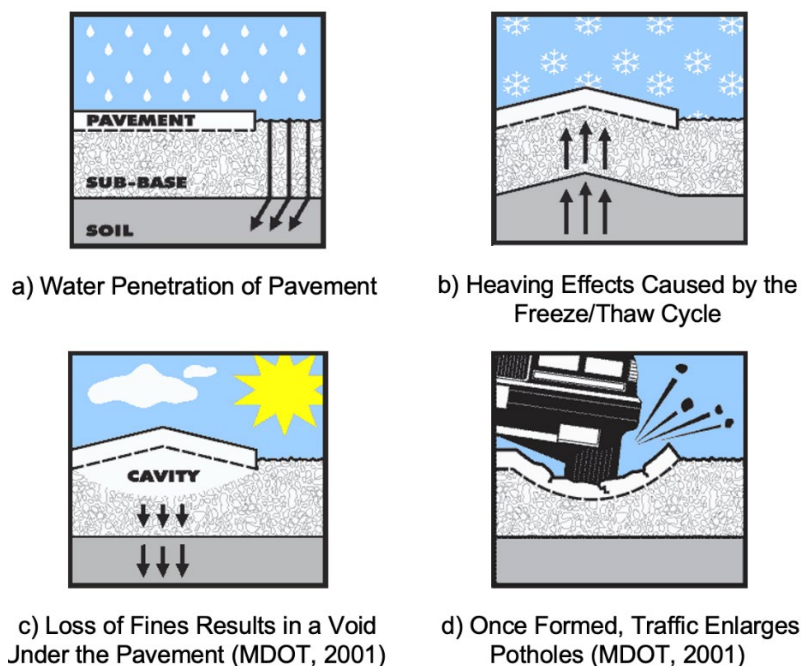 PAVEMENT
SUB-BASE
SOIL
a) Water Penetration of Pavement
b) Heaving Effects Caused by the
Freeze/Thaw Cycle
CAVITY
c) Loss of Fines Results in a Void
Jnder the Pavement (MDOT, 2001)
d) Once Formed, Traffic Enlarges
Potholes (MDOT, 2001)